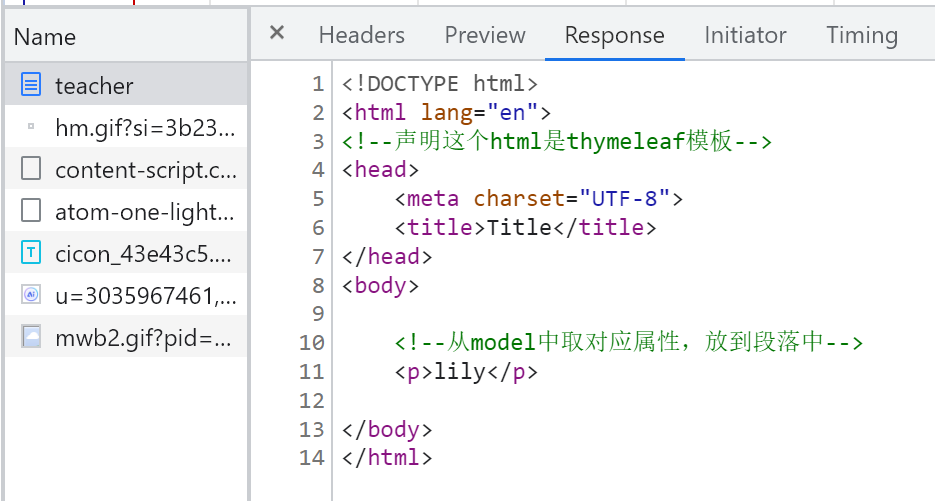 Name
teacher
hm.gif?si=3b23...
content-script.c...
atom-one-light...
cicon_43e43c5....
u=3035967461,...
mwb2.gif?pid=...
× Headers Preview Response Initiator Timing
1 <!DOCTYPE html>
2 <html lang="en">
3 <!--声明这个html是thymeleaf模板-->
4 <head>
5     <meta charset="UTF-8">
6     <title>Title</title>
7 </head>
8 <body>
9
10     <!--从model中取对应属性，放到段落中-->
11     <p>lily</p>
12
13 </body>
14 </html>